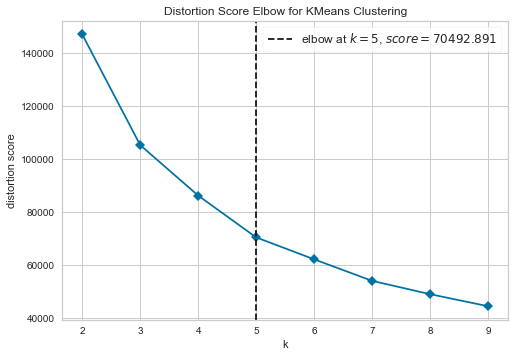 Distortion Score Elbow for KMeans Clustering
elbow at k = 5, score = 70492.891
distortion score
140000
120000
100000
80000
60000
40000
2 3 4 5 6 7 8 9
k